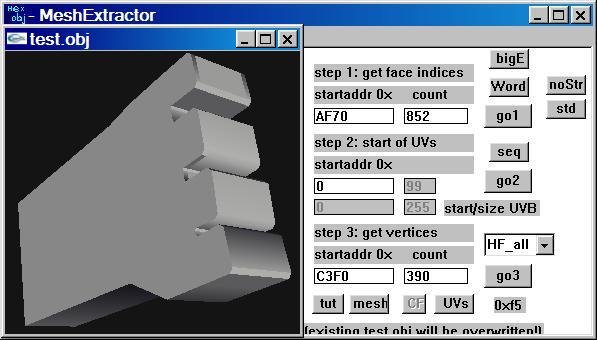 Hex
obj - MeshExtractor
test.obj
bigE
step 1: get face indices
Word noStr
startaddr 0x count
AF70 852 go1 std
step 2: start of UVs
seq
startaddr 0x
0 99 go2
0 255 start/size UVB
step 3: get vertices
HF_all
startaddr 0x count
C3F0 390 go3
tut mesh CF UVs 0xf5
(existing test.obj will be overwritten!)